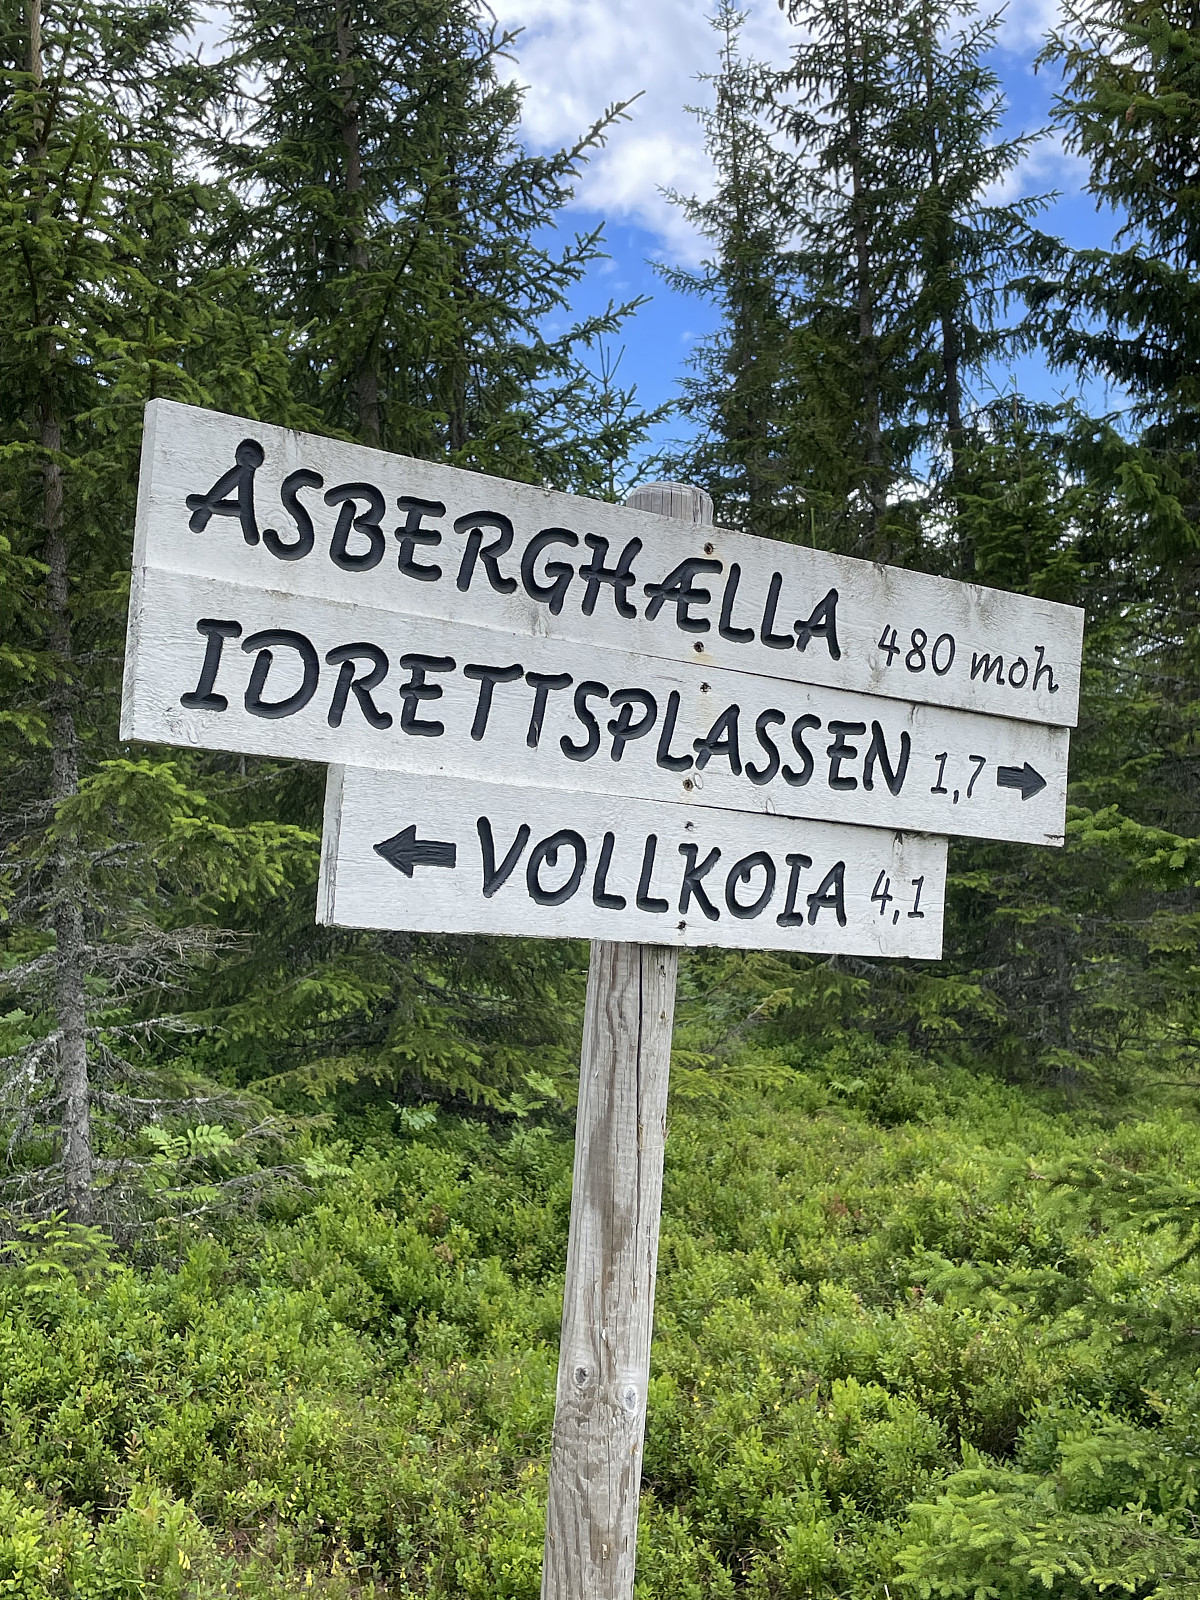 ÅSBERGHÆLLA 480 moh
IDRETTSPLASSEN 1,7 →
← VOLLKOIA 4,1